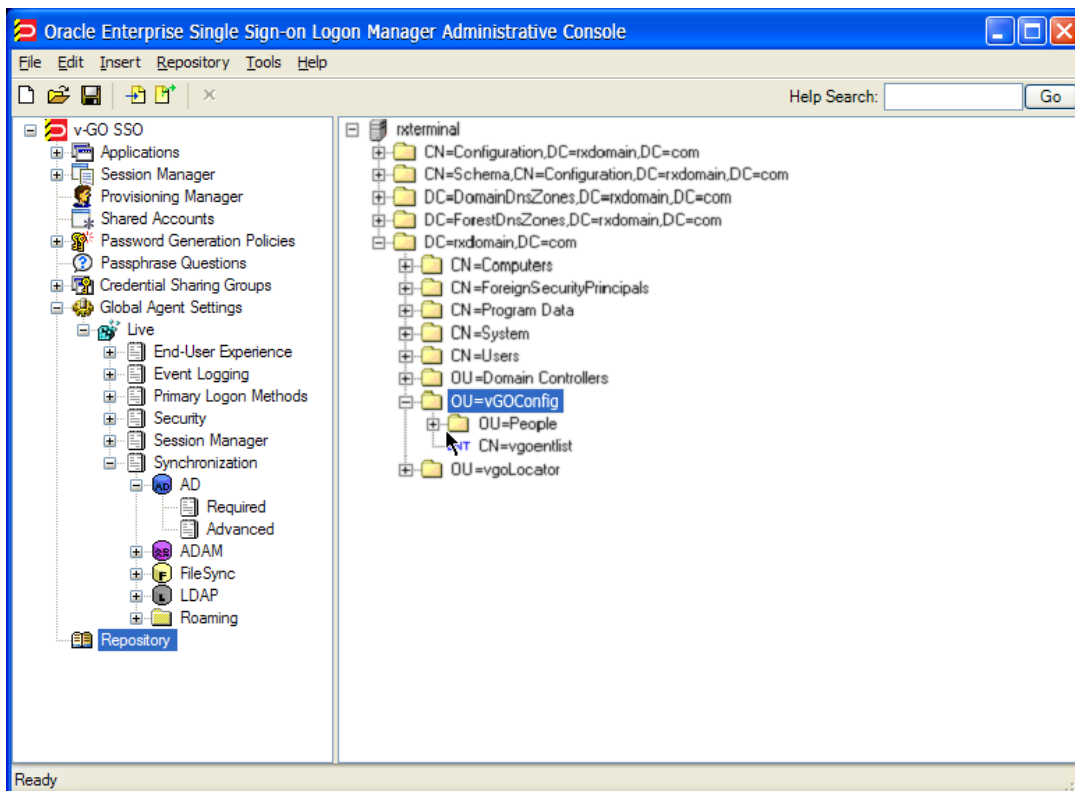 Oracle Enterprise Single Sign-on Logon Manager Administrative Console
File Edit Insert Repository Tools Help
Help Search: Go
v-GO SSO
Applications
Session Manager
Provisioning Manager
Shared Accounts
Password Generation Policies
Passphrase Questions
Credential Sharing Groups
Global Agent Settings
Live
End-User Experience
Event Logging
Primary Logon Methods
Security
Session Manager
Synchronization
AD
Required
Advanced
ADAM
FileSync
LDAP
Roaming
Repository
rxterminal
CN=Configuration,DC=rxdomain,DC=com
CN=Schema,CN=Configuration,DC=rxdomain,DC=com
DC=DomainDnsZones,DC=rxdomain,DC=com
DC=ForestDnsZones,DC=rxdomain,DC=com
DC=rxdomain,DC=com
CN=Computers
CN=ForeignSecurityPrincipals
CN=Program Data
CN=System
CN=Users
OU=Domain Controllers
OU=vGOConfig
OU=People
CN=vgoentlist
OU=vgoLocator
Ready